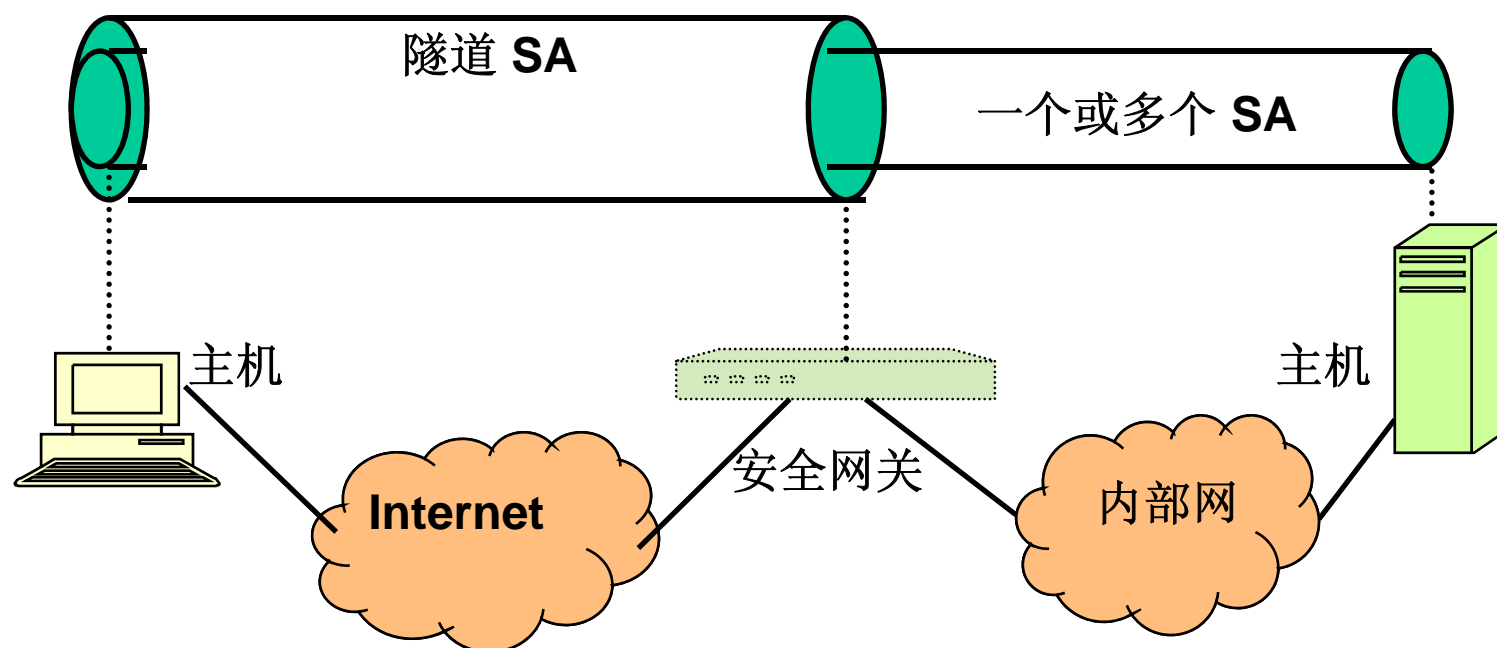 隧道 SA
一个或多个 SA
主机
主机
安全网关
Internet
内部网